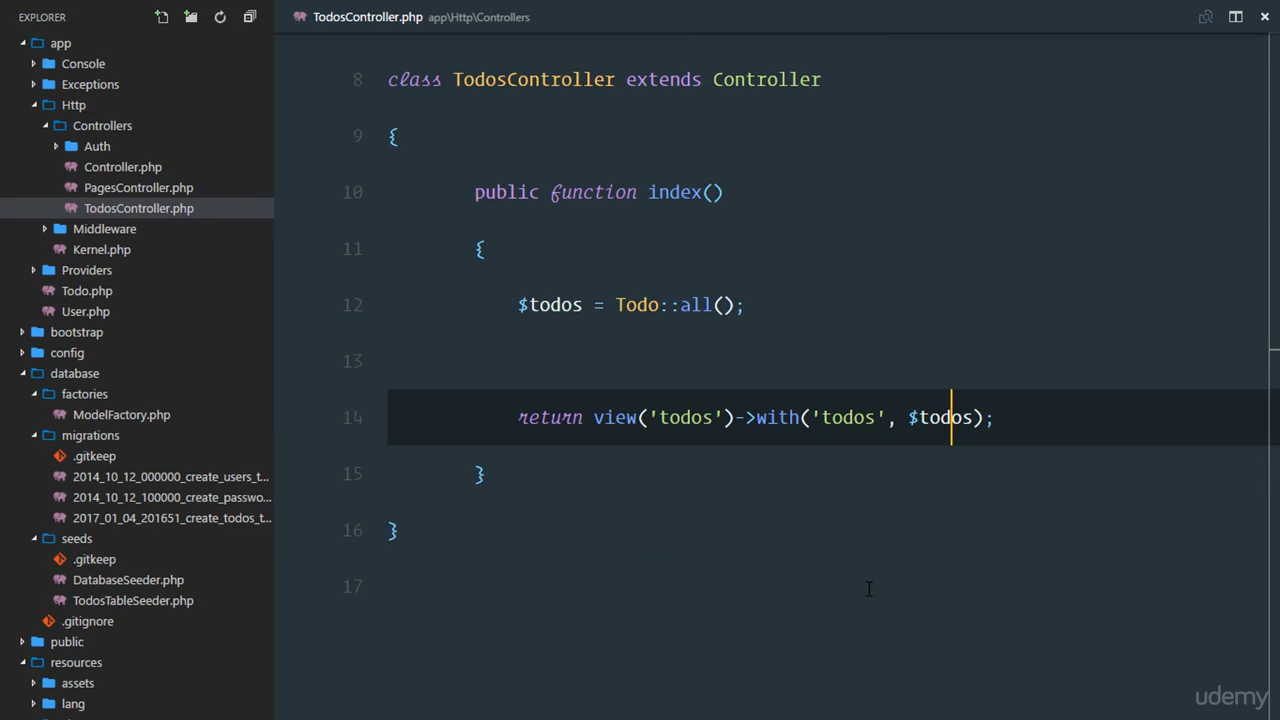 EXPLORER
TodosController.php app\Http\Controllers
app
Console
Exceptions
Http
Controllers
Auth
Controller.php
PagesController.php
TodosController.php
Middleware
Kernel.php
Providers
Todo.php
User.php
bootstrap
config
database
factories
ModelFactory.php
migrations
.gitkeep
2014_10_12_000000_create_users_t...
2014_10_12_100000_create_passwo...
2017_01_04_201651_create_todos_t...
seeds
.gitkeep
DatabaseSeeder.php
TodosTableSeeder.php
.gitignore
public
resources
assets
lang
8 class TodosController extends Controller
9 {
10 public function index()
11 {
12 $todos = Todo::all();
13
14 return view('todos')->with('todos', $todos);
15 }
16 }
17
udemy